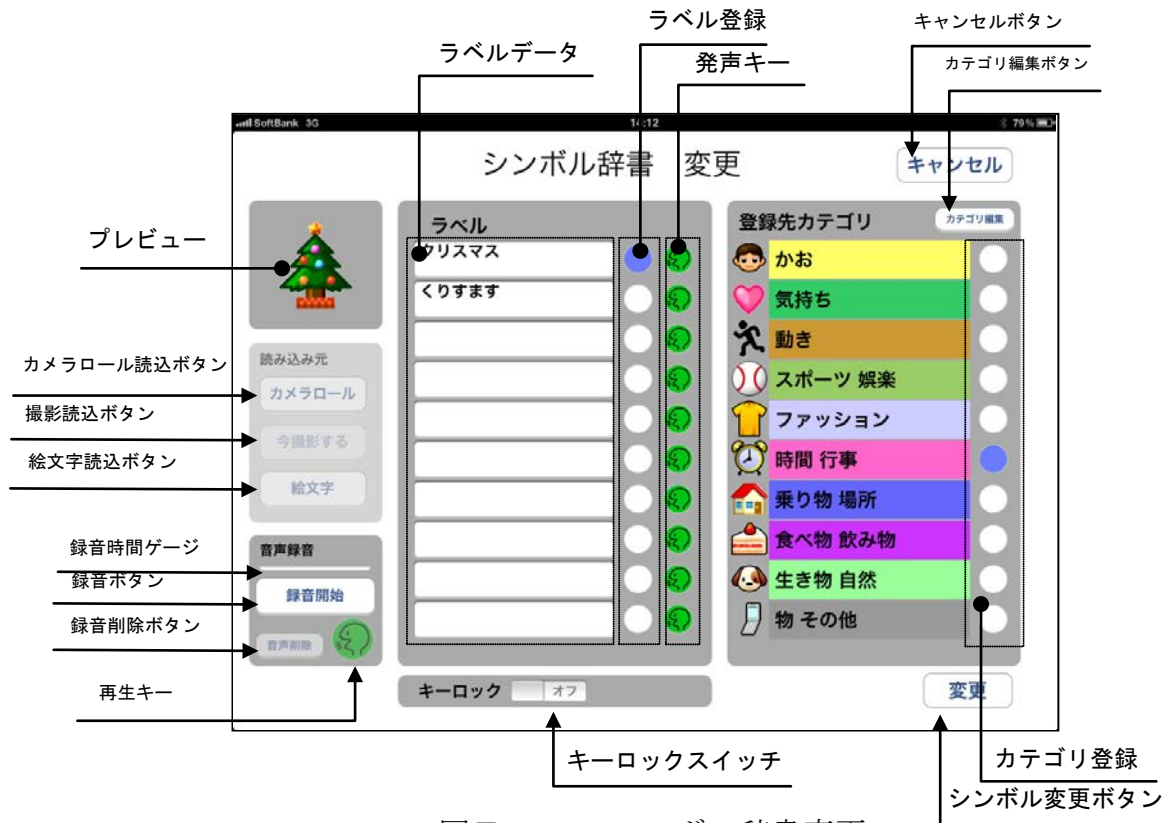 ラベル登録
キャンセルボタン
ラベルデータ
発声キー
カテゴリ編集ボタン
SoftBank 3G
14:12
79%
シンボル辞書 変更
キャンセル
プレビュー
ラベル
登録先カテゴリ
カテゴリ編集
クリスマス
くりすます
かお
気持ち
動き
スポーツ 娯楽
ファッション
時間 行事
乗り物 場所
食べ物 飲み物
生き物 自然
物 その他
カメラロール読込ボタン
撮影読込ボタン
絵文字読込ボタン
読み込み元
カメラロール
今撮影する
絵文字
録音時間ゲージ
録音ボタン
録音削除ボタン
再生キー
音声録音
録音開始
音声削除
キーロック
オフ
変更
キーロックスイッチ
カテゴリ登録
シンボル変更ボタン